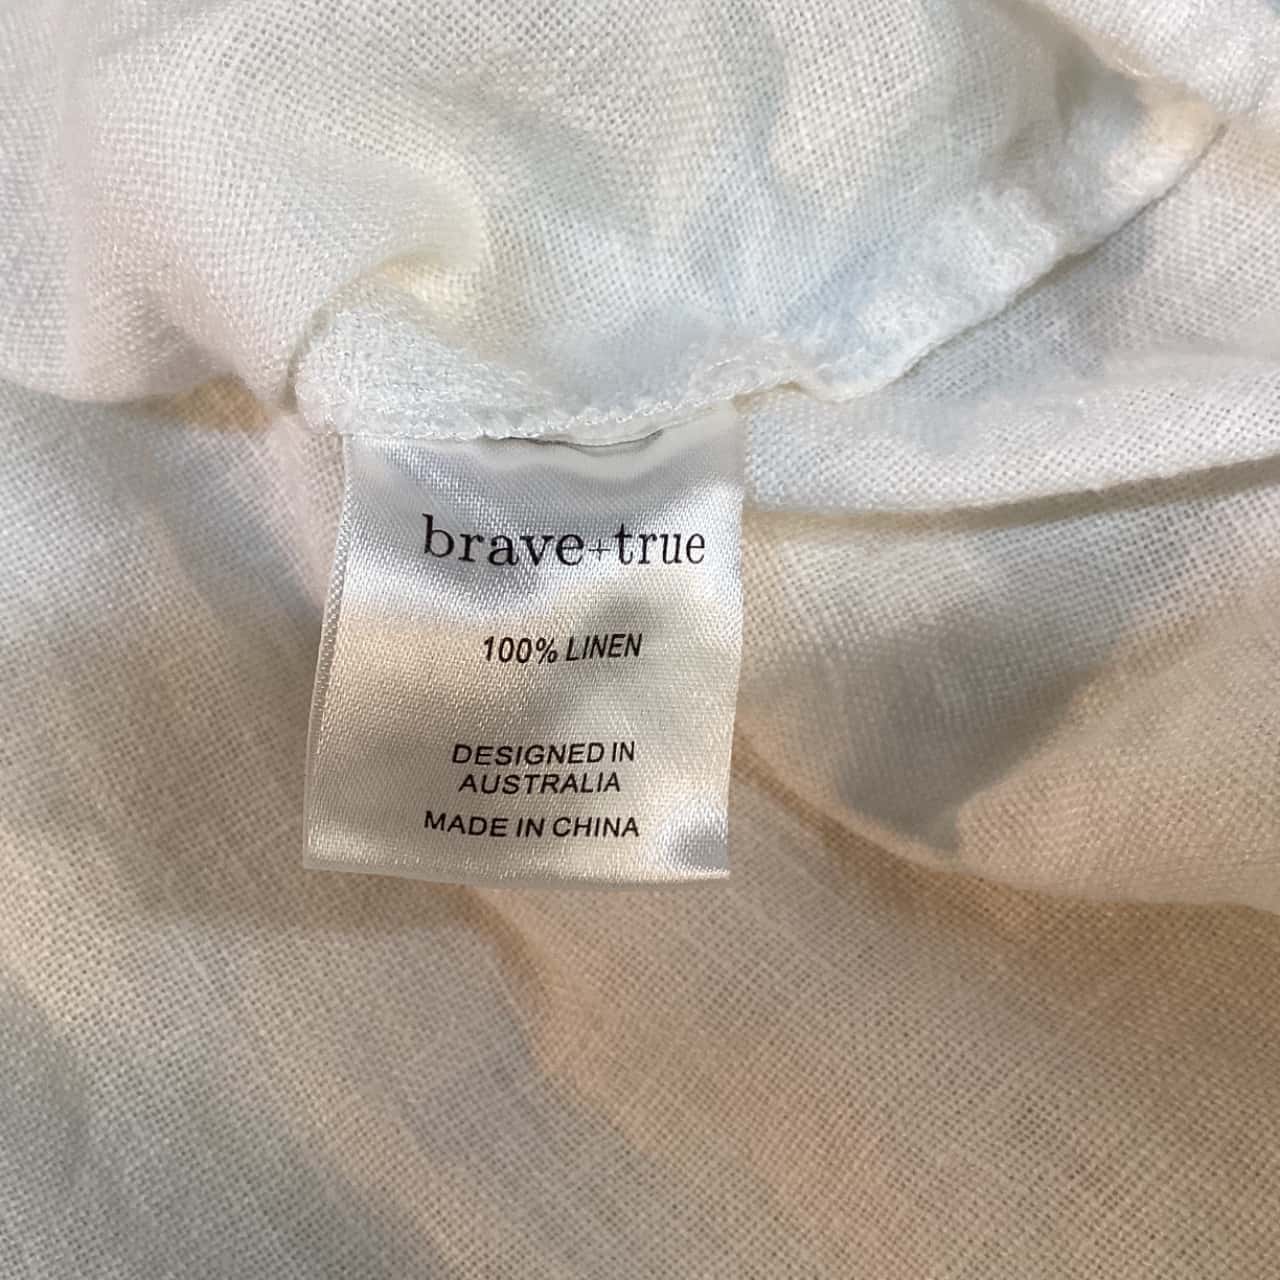 brave+true
100% LINEN
DESIGNED IN
AUSTRALIA
MADE IN CHINA